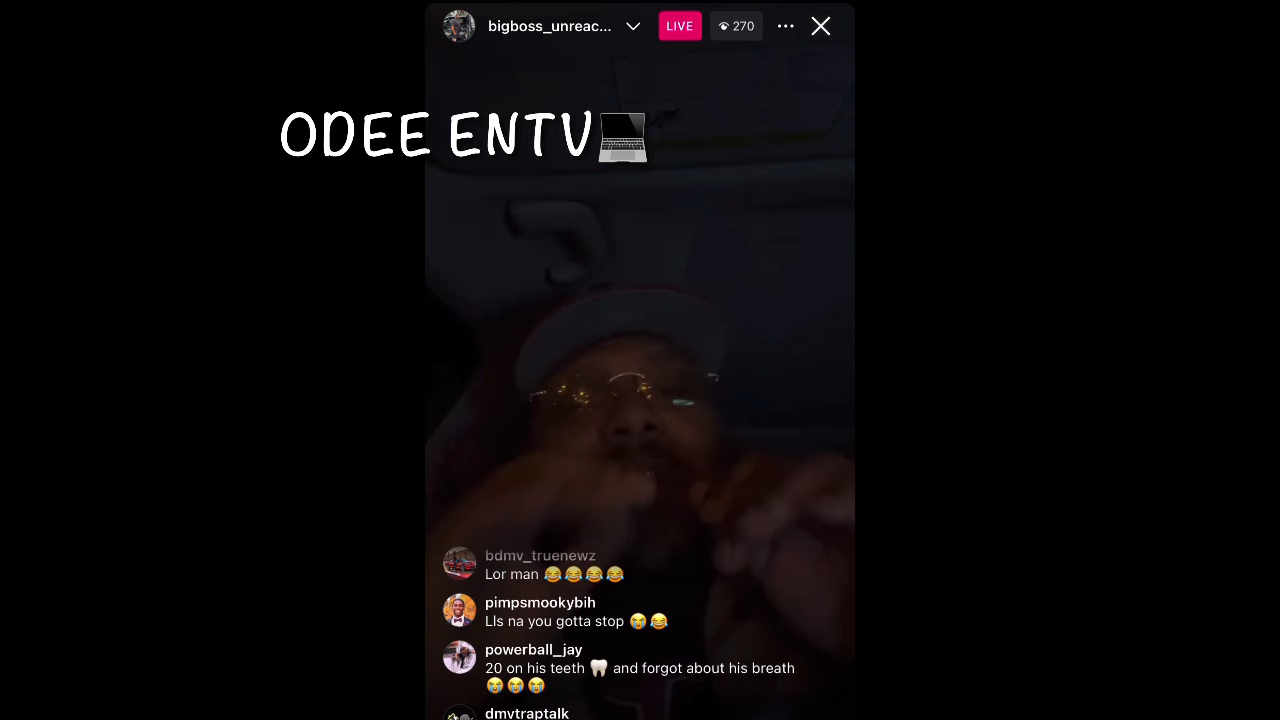 bigboss_unreac...
LIVE
270
ODEE ENTV💻
bdmv_truenewz
Lor man 😂😂😂😂
pimpsmookybih
Lls na you gotta stop 😭😂
powerball_jay
20 on his teeth 🦷 and forgot about his breath
😭😭😭
dmvtraptalk